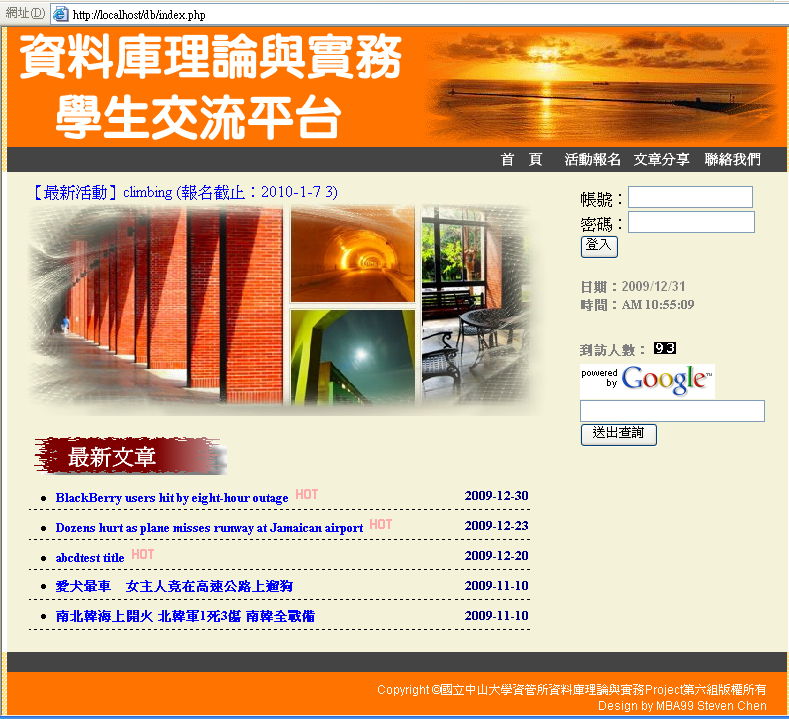 網址(D) http://localhost/db/index.php
資料庫理論與實務
學生交流平台
首 頁 活動報名 文章分享 聯絡我們
【最新活動】climbing (報名截止：2010-1-7 3)
帳號：
密碼：
登入
日期：2009/12/31
時間：AM 10:55:09
到訪人數： 93
powered by Google™
送出查詢
最新文章
BlackBerry users hit by eight-hour outage HOT 2009-12-30
Dozens hurt as plane misses runway at Jamaican airport HOT 2009-12-23
abcdtest title HOT 2009-12-20
愛犬暈車　女主人竟在高速公路上遛狗 2009-11-10
南北韓海上開火 北韓軍1死3傷 南韓全戰備 2009-11-10
Copyright ©國立中山大學資管所資料庫理論與實務Project第六組版權所有
Design by MBA99 Steven Chen